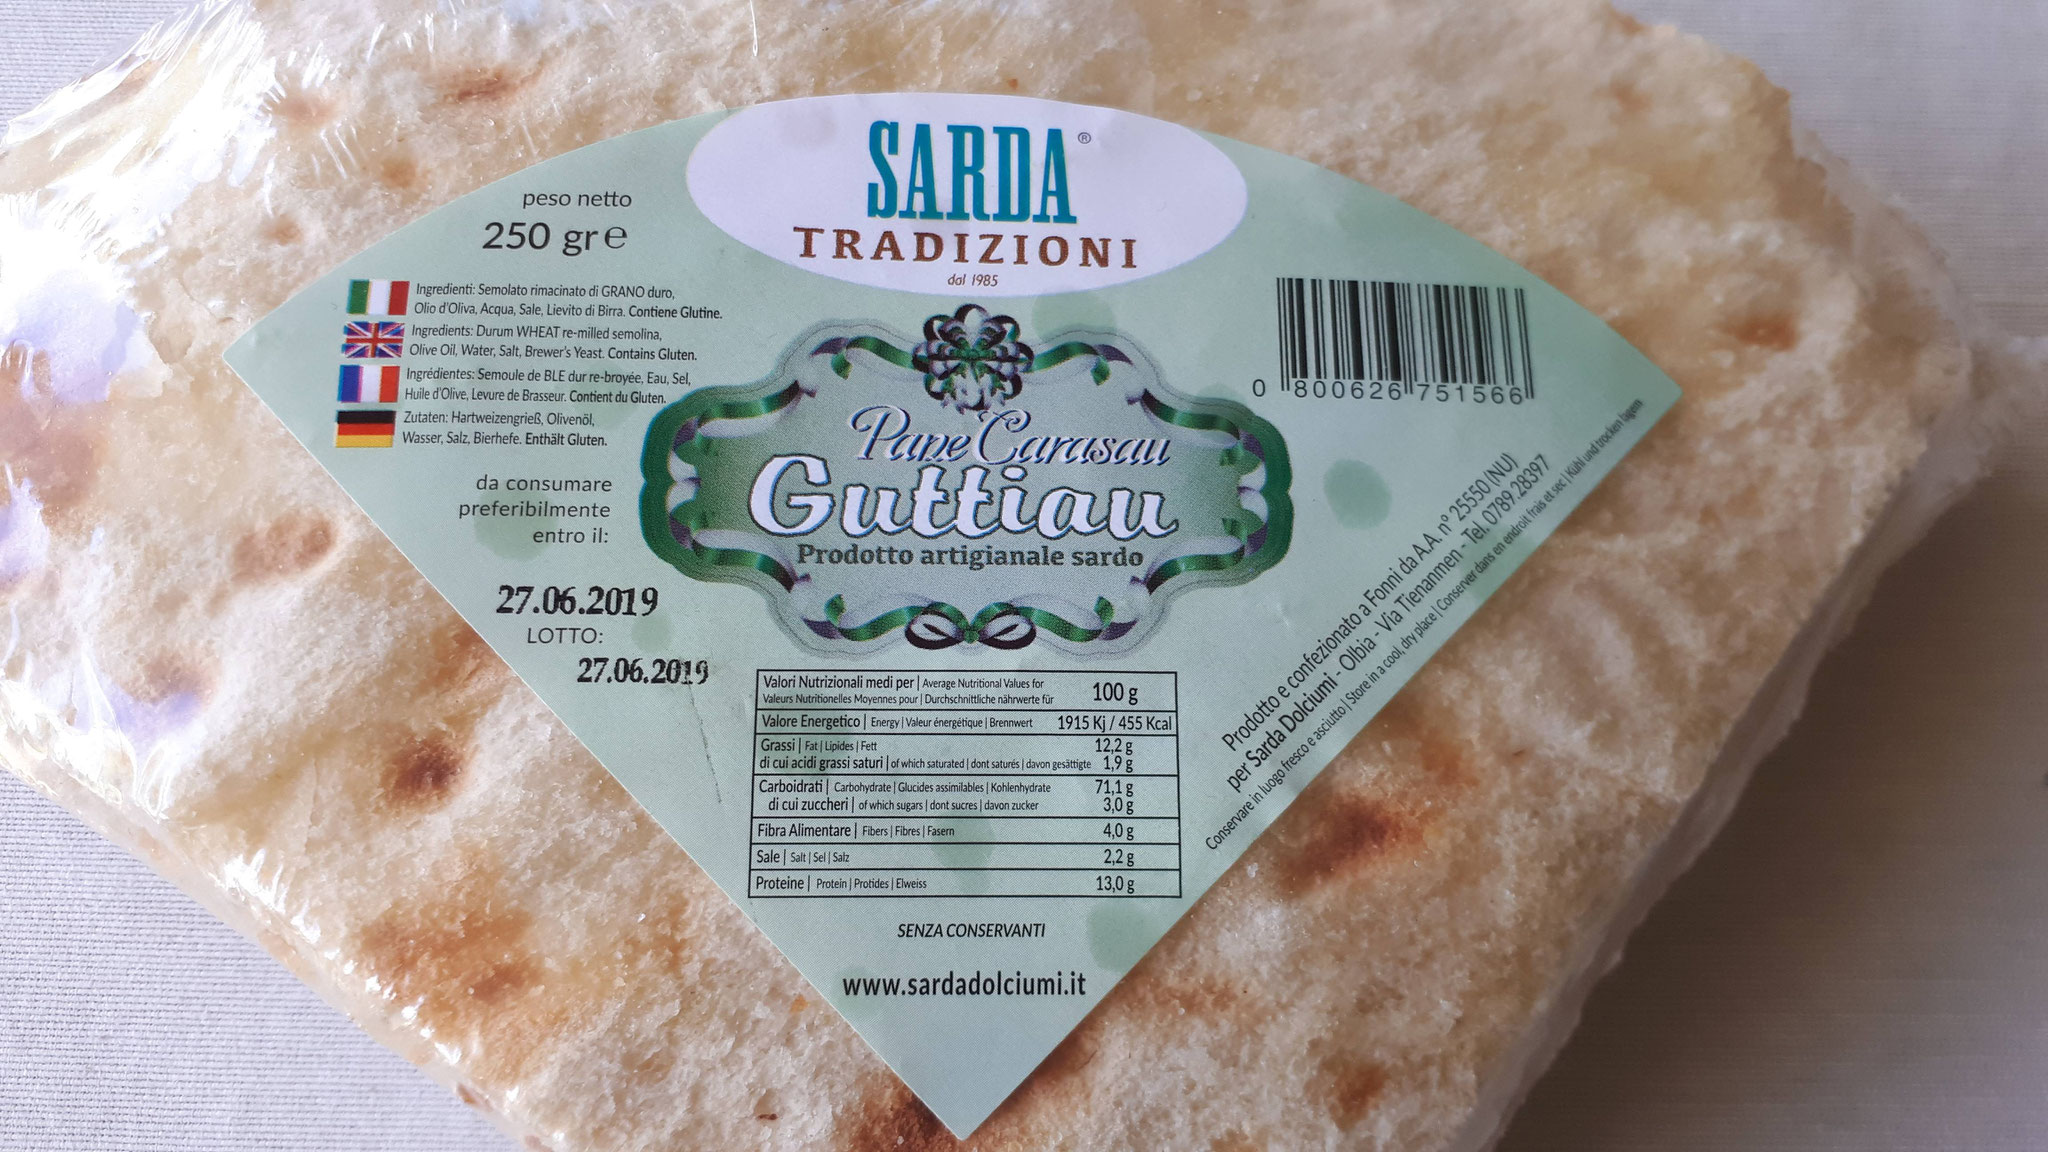 SARDA®
TRADIZIONI
dal 1985
peso netto
250 gr e
Ingredienti: Semolato rimacinato di GRANO duro,
Olio d'Oliva, Acqua, Sale, Lievito di Birra. Contiene Glutine.
Ingredients: Durum WHEAT re-milled semolina,
Olive Oil, Water, Salt, Brewer's Yeast. Contains Gluten.
Ingrédientes: Semoule de BLE dur re-broyée, Eau, Sel,
Huile d'Olive, Levure de Brasseur. Contient du Gluten.
Zutaten: Hartweizengrieß, Olivenöl,
Wasser, Salz, Bierhefe. Enthält Gluten.
da consumare
preferibilmente
entro il:
27.06.2019
LOTTO:
27.06.2019
Pane Carasau
Guttiau
Prodotto artigianale sardo
0 800626 751566
Valori Nutrizionali medi per | Average Nutritional Values for
Valeurs Nutritionelles Moyennes pour | Durchschnittliche nährwerte für 100 g
Valore Energetico | Energy | Valeur énergétique | Brennwert 1915 Kj / 455 Kcal
Grassi | Fat | Lipides | Fett 12,2 g
di cui acidi grassi saturi | of which saturated | dont saturés | davon gesättigte 1,9 g
Carboidrati | Carbohydrate | Glucides assimilables | Kohlenhydrate 71,1 g
di cui zuccheri | of which sugars | dont sucres | davon zucker 3,0 g
Fibra Alimentare | Fibers | Fibres | Fasern 4,0 g
Sale | Salt | Sel | Salz 2,2 g
Proteine | Protein | Protides | Elweiss 13,0 g
SENZA CONSERVANTI
www.sardadolciumi.it
Prodotto e confezionato a Fonni da A.A. n° 25550 (NU)
per Sarda Dolciumi - Olbia - Via Tienanmen - Tel. 0789.28397
Conservare in luogo fresco e asciutto | Store in a cool, dry place | Conserver dans en endroit frais et sec | Kühl und trocken lagern